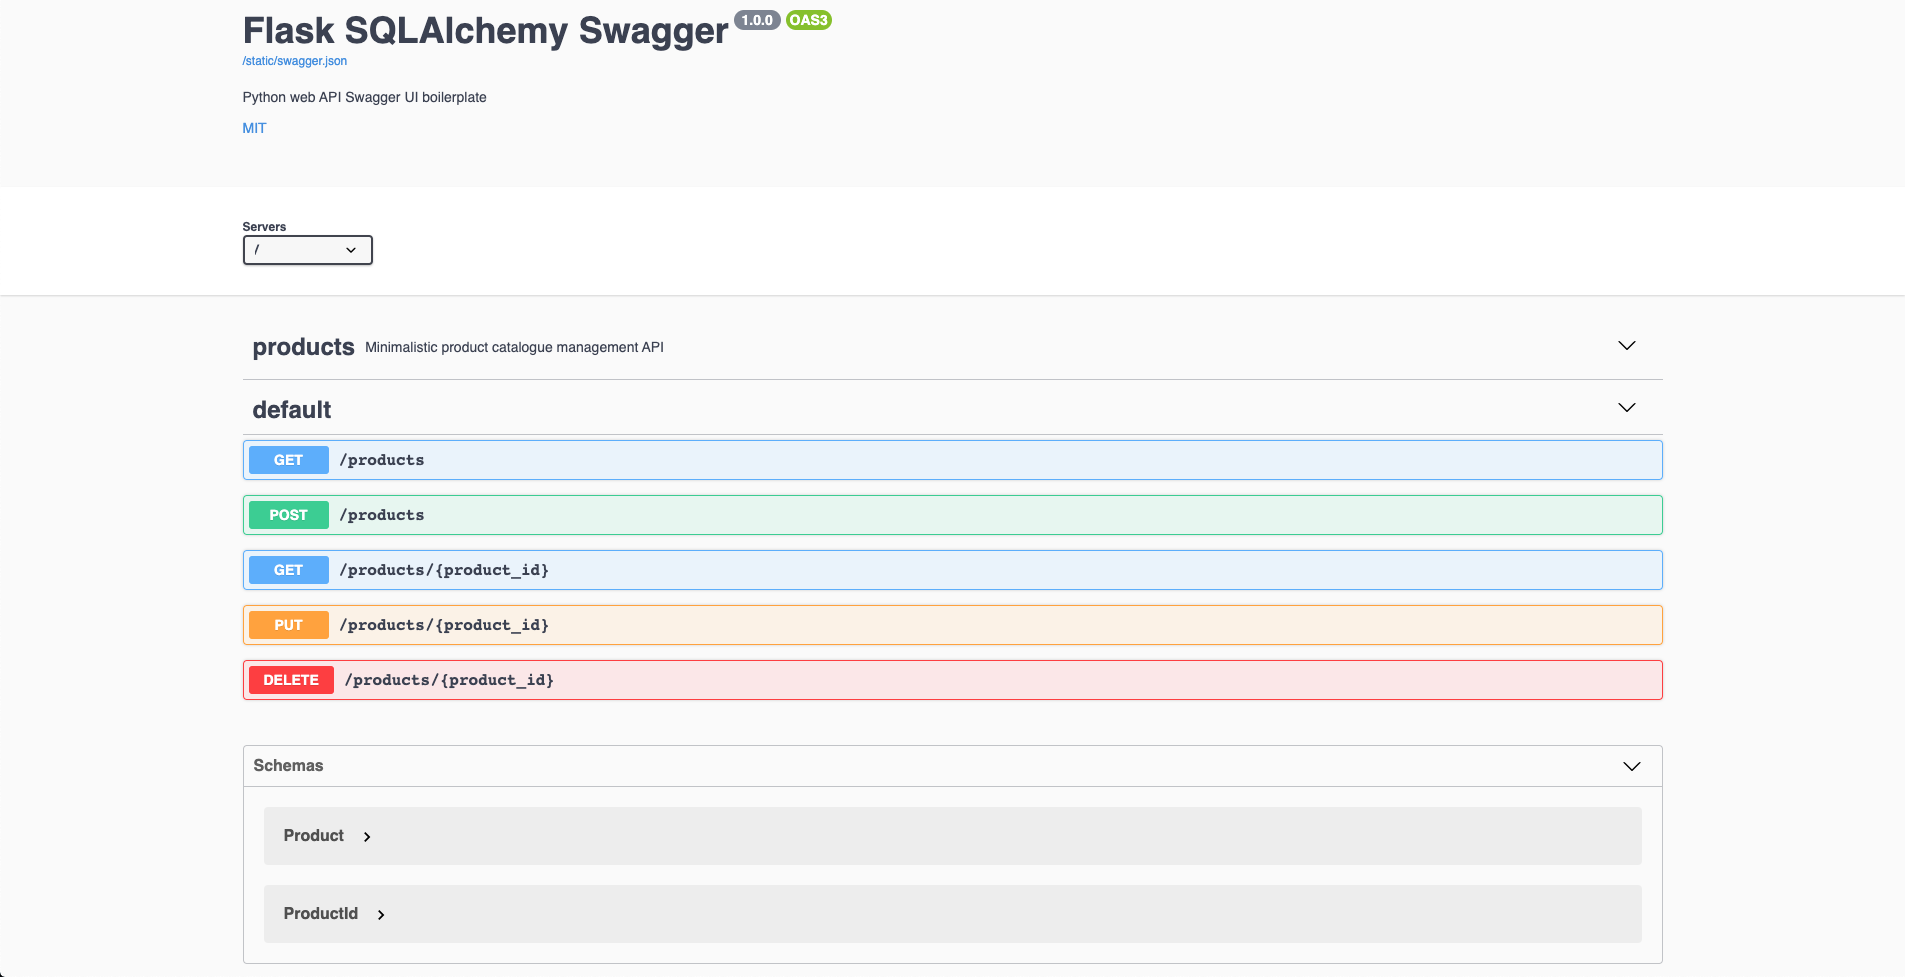 Flask SQLAlchemy Swagger 1.0.0 OAS3
/static/swagger.json
Python web API Swagger UI boilerplate
MIT
Servers
/
products Minimalistic product catalogue management API
default
GET /products
POST /products
GET /products/{product_id}
PUT /products/{product_id}
DELETE /products/{product_id}
Schemas
Product
ProductId